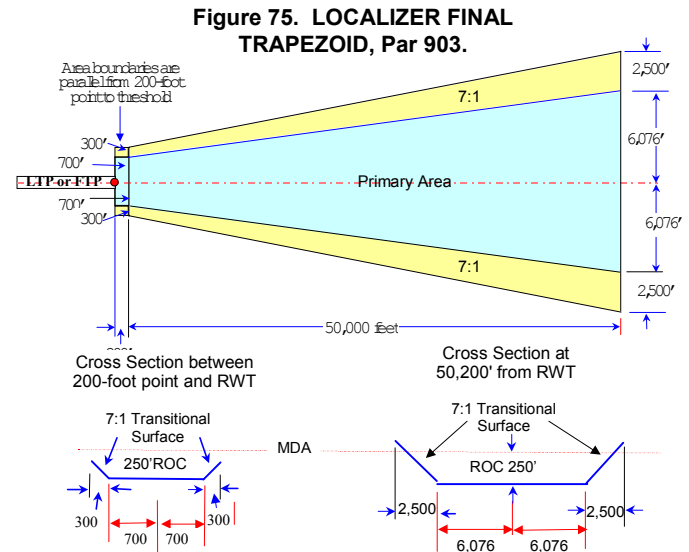 Figure 75. LOCALIZER FINAL
TRAPEZOID, Par 903.
Area boundaries are
parallel from 200-foot
point to threshold
2,500'
7:1
300'
6,076'
700'
LTP or FTP
Primary Area
700'
300'
6,076'
7:1
2,500'
50,000 feet
Cross Section between
200-foot point and RWT
Cross Section at
50,200' from RWT
7:1 Transitional
Surface
7:1 Transitional
Surface
MDA
250'ROC
ROC 250'
300
300
700
700
2,500
2,500
6,076
6,076